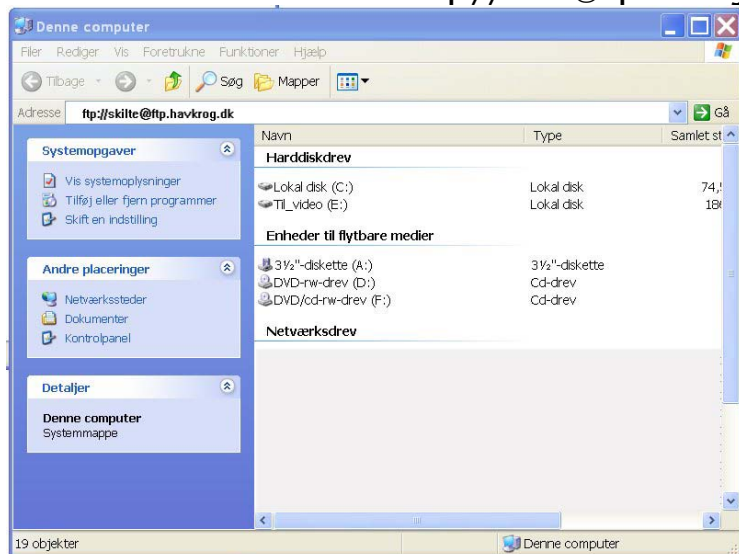 Denne computer
Filer Rediger Vis Foretrukne Funktioner Hjælp
Tilbage Søg Mapper
Adresse ftp://skilte@ftp.havkrog.dk Gå
Systemopgaver
Vis systemoplysninger
Tilføj eller fjern programmer
Skift en indstilling
Andre placeringer
Netværkssteder
Dokumenter
Kontrolpanel
Detaljer
Denne computer
Systemmappe
Navn Type Samlet st
Harddiskdrev
Lokal disk (C:) Lokal disk 74,
Til_video (E:) Lokal disk 18
Enheder til flytbare medier
3½"-diskette (A:) 3½"-diskette
DVD-rw-drev (D:) Cd-drev
DVD/cd-rw-drev (F:) Cd-drev
Netværksdrev
19 objekter Denne computer